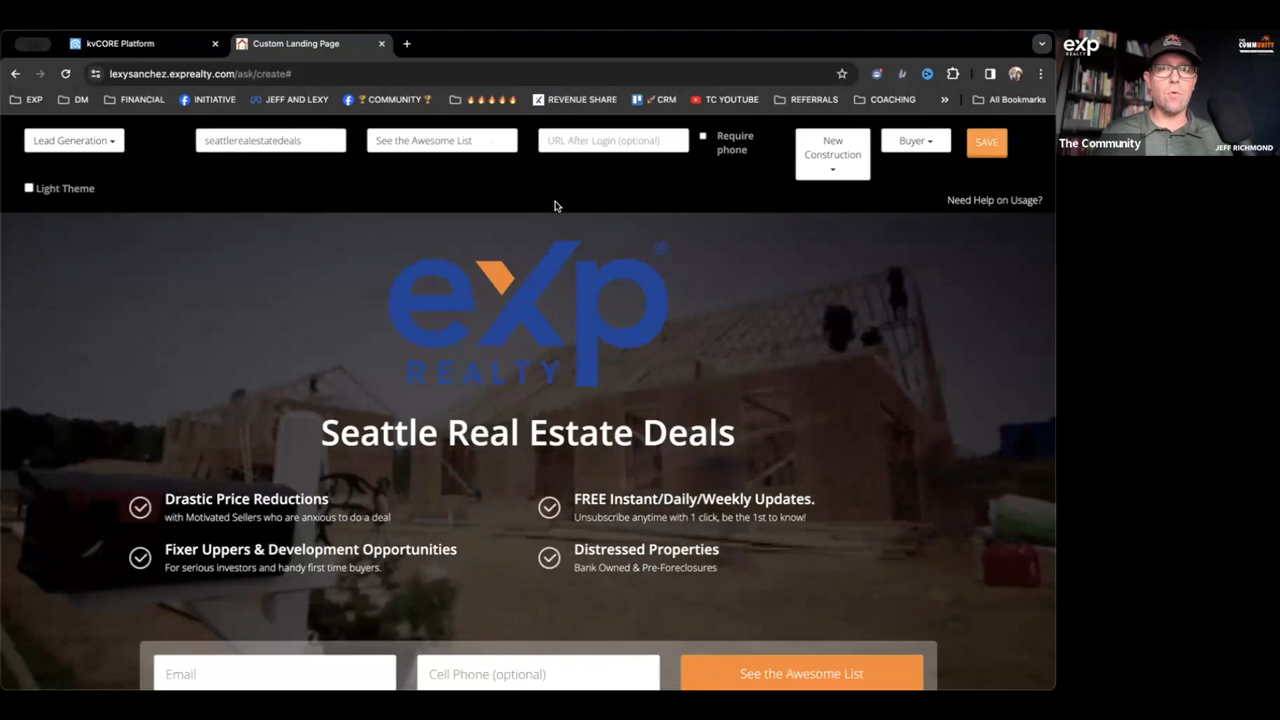 kvCORE Platform
Custom Landing Page
lexysanchez.exprealty.com/ask/create#
EXP
DM
FINANCIAL
INITIATIVE
JEFF AND LEXY
COMMUNITY
REVENUE SHARE
CRM
TC YOUTUBE
REFERRALS
COACHING
All Bookmarks
Lead Generation
seattlerealestatedeals
See the Awesome List
URL After Login (optional)
Require
phone
New
Construction
Buyer
SAVE
Light Theme
Need Help on Usage?
exp®
REALTY
Seattle Real Estate Deals
Drastic Price Reductions
with Motivated Sellers who are anxious to do a deal
FREE Instant/Daily/Weekly Updates.
Unsubscribe anytime with 1 click, be the 1st to know!
Fixer Uppers & Development Opportunities
For serious investors and handy first time buyers.
Distressed Properties
Bank Owned & Pre-Foreclosures
Email
Cell Phone (optional)
See the Awesome List
exp
REALTY
THE
COMMUNITY
The Community
JEFF RICHMOND